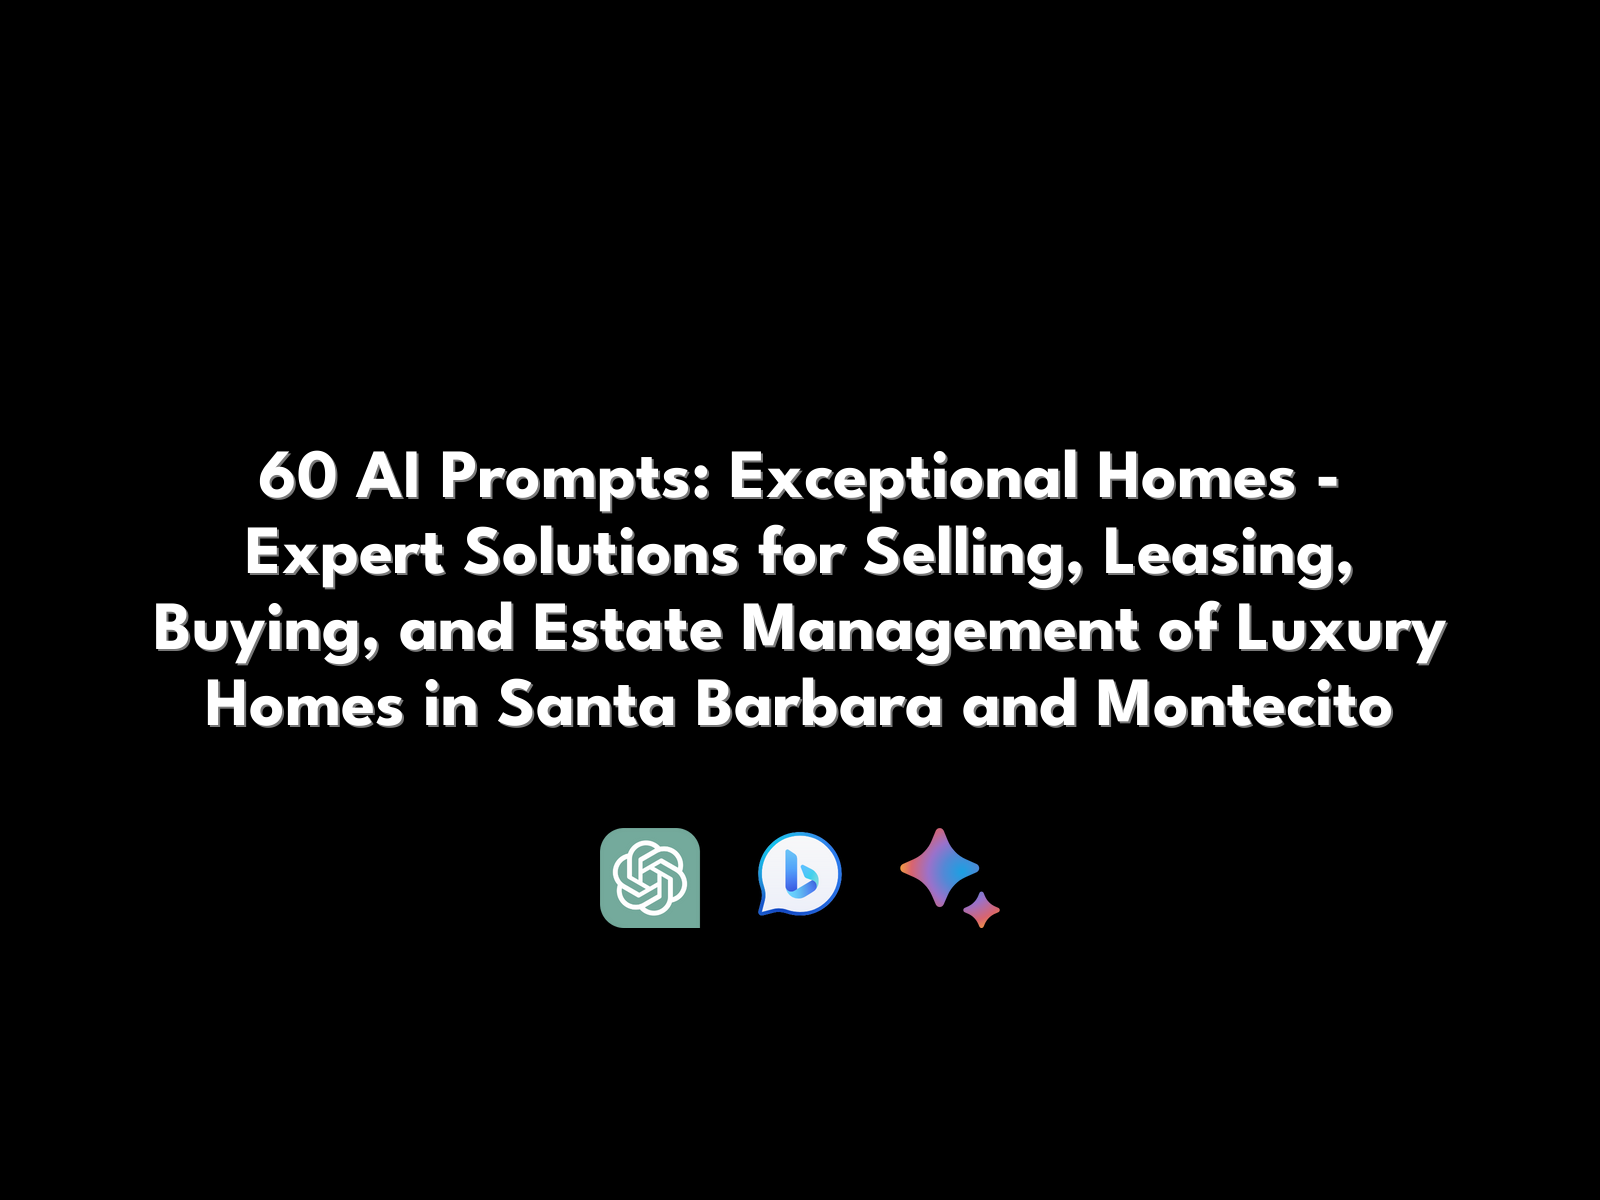 60 AI Prompts: Exceptional Homes -
Expert Solutions for Selling, Leasing,
Buying, and Estate Management of Luxury
Homes in Santa Barbara and Montecito